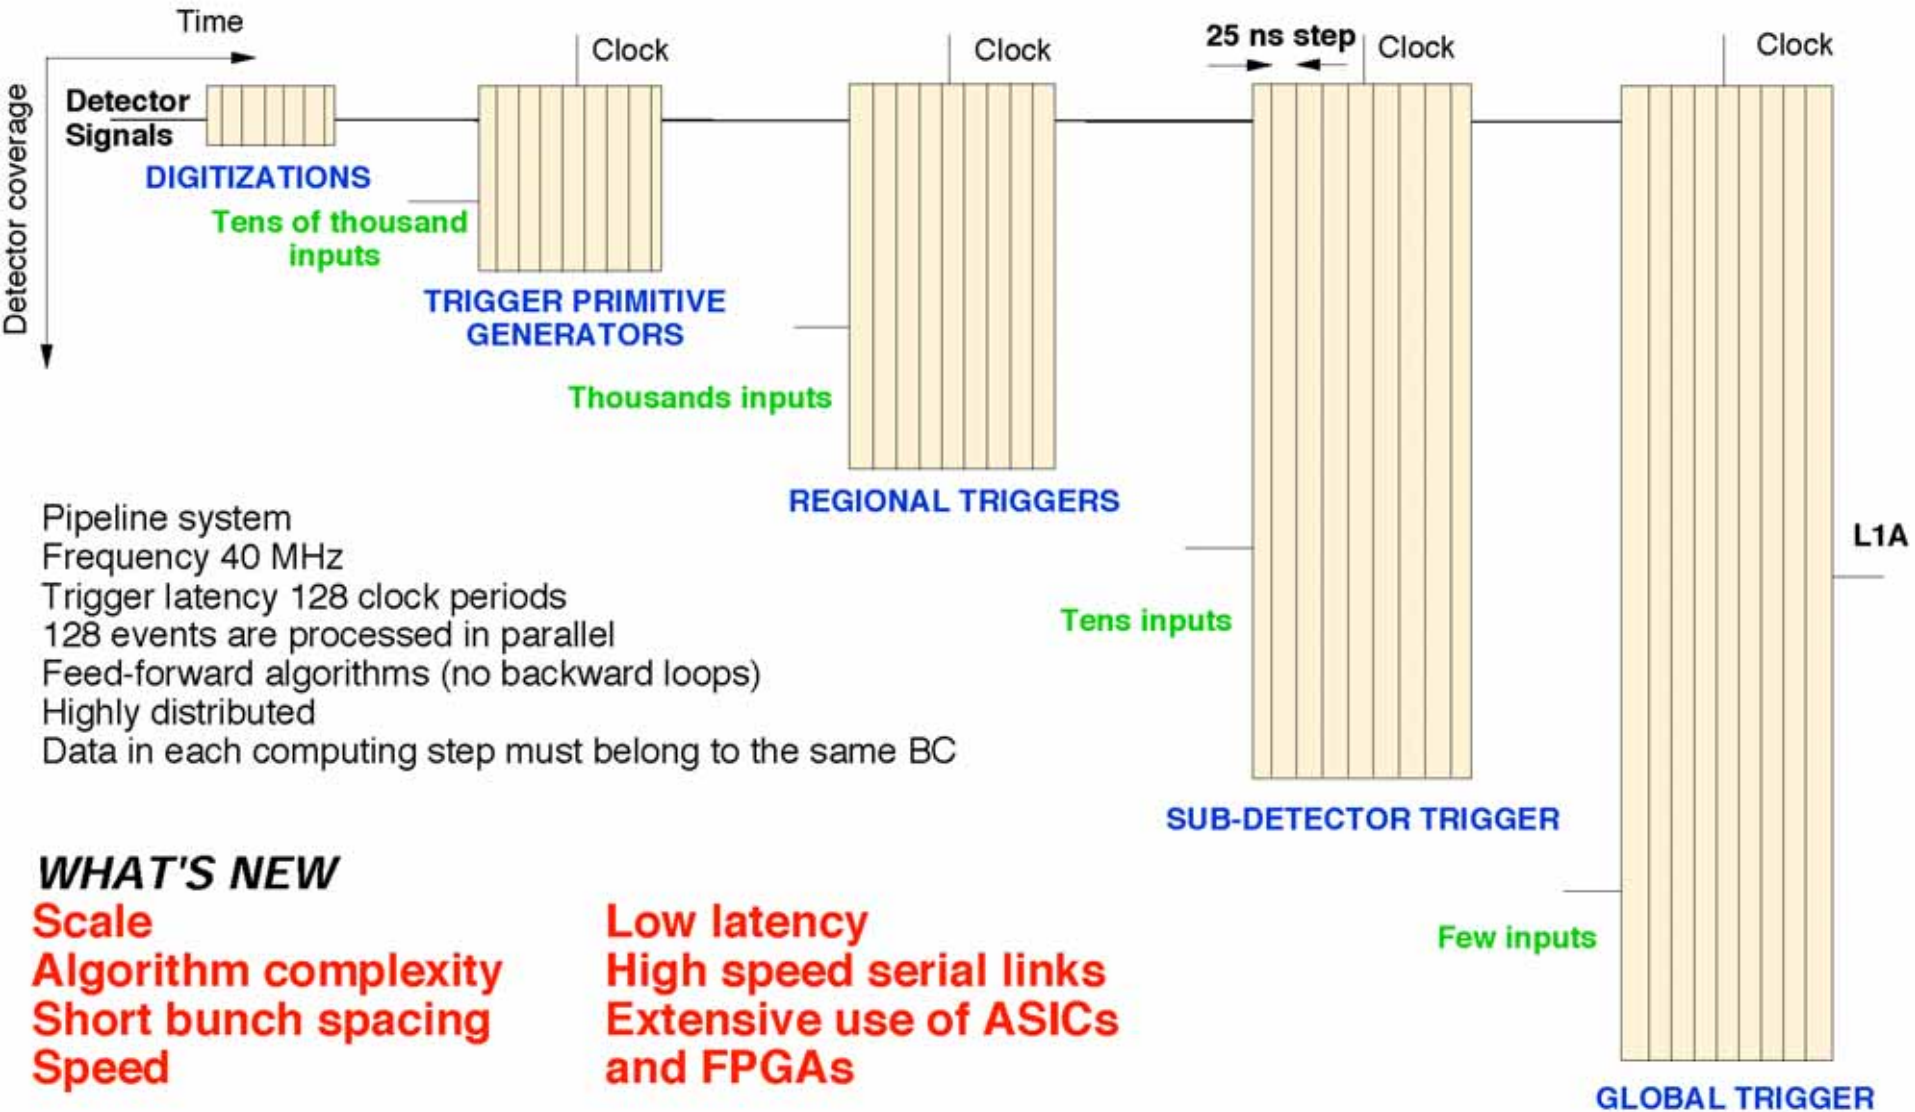 Time
Detector coverage
Clock
Clock
25 ns step
Clock
Clock
Detector
Signals
DIGITIZATIONS
Tens of thousand
inputs
TRIGGER PRIMITIVE
GENERATORS
Thousands inputs
REGIONAL TRIGGERS
Tens inputs
SUB-DETECTOR TRIGGER
Few inputs
GLOBAL TRIGGER
L1A
Pipeline system
Frequency 40 MHz
Trigger latency 128 clock periods
128 events are processed in parallel
Feed-forward algorithms (no backward loops)
Highly distributed
Data in each computing step must belong to the same BC
WHAT'S NEW
Scale
Algorithm complexity
Short bunch spacing
Speed
Low latency
High speed serial links
Extensive use of ASICs
and FPGAs